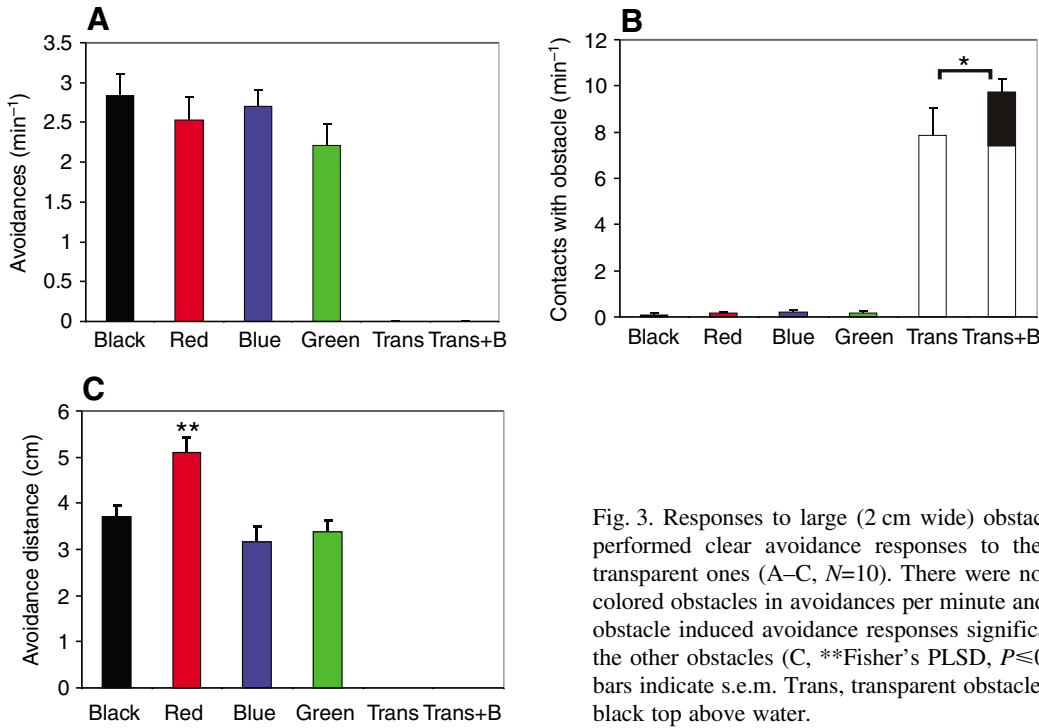 A
3.5
3
2.5
2
1.5
1
0.5
0
Avoidances (min⁻¹)
Black Red Blue Green Trans Trans+B
B
12
10
8
6
4
2
0
Contacts with obstacle (min⁻¹)
*
Black Red Blue Green Trans Trans+B
C
6
5
4
3
2
1
0
Avoidance distance (cm)
**
Black Red Blue Green Trans Trans+B
Fig. 3. Responses to large (2 cm wide) obstac
performed clear avoidance responses to the
transparent ones (A–C, N=10). There were no
colored obstacles in avoidances per minute and
obstacle induced avoidance responses signific
the other obstacles (C, **Fisher's PLSD, P≤0
bars indicate s.e.m. Trans, transparent obstacle
black top above water.